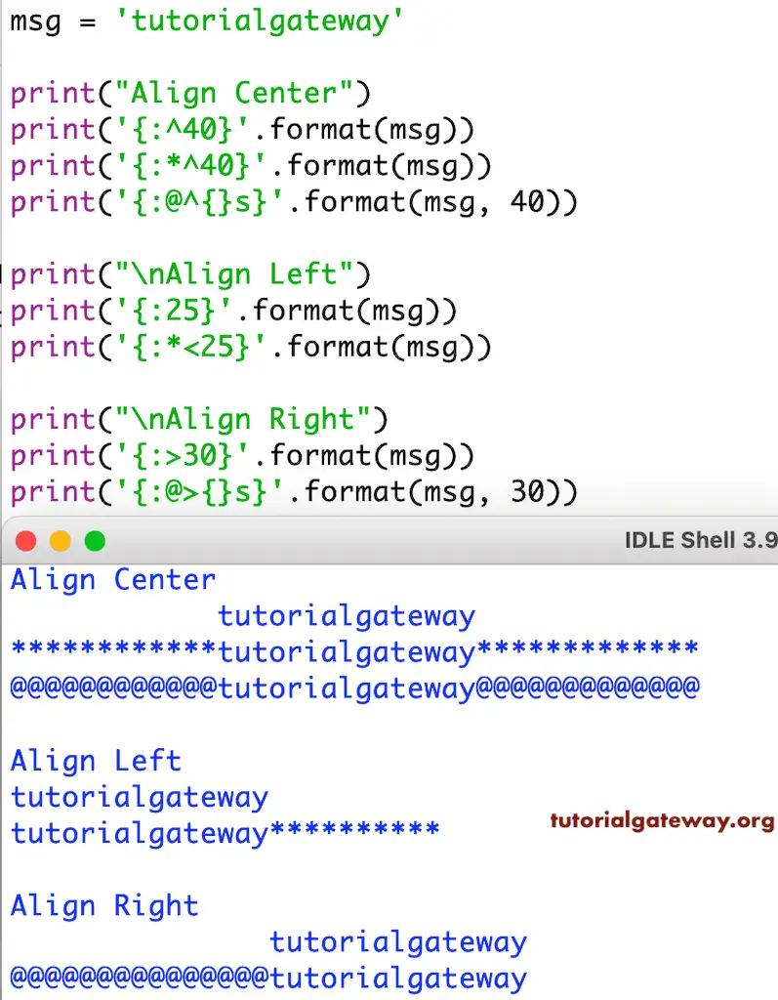 msg = 'tutorialgateway'
print("Align Center")
print('{:^40}'.format(msg))
print('{:*^40}'.format(msg))
print('{:@^{}s}'.format(msg, 40))
print("\nAlign Left")
print('{:25}'.format(msg))
print('{:*<25}'.format(msg))
print("\nAlign Right")
print('{:>30}'.format(msg))
print('{:@>{}s}'.format(msg, 30))
IDLE Shell 3.9
Align Center
            tutorialgateway
************tutorialgateway*************
@@@@@@@@@@@@tutorialgateway@@@@@@@@@@@@@
Align Left
tutorialgateway
tutorialgateway**********
tutorialgateway.org
Align Right
               tutorialgateway
@@@@@@@@@@@@@@@tutorialgateway